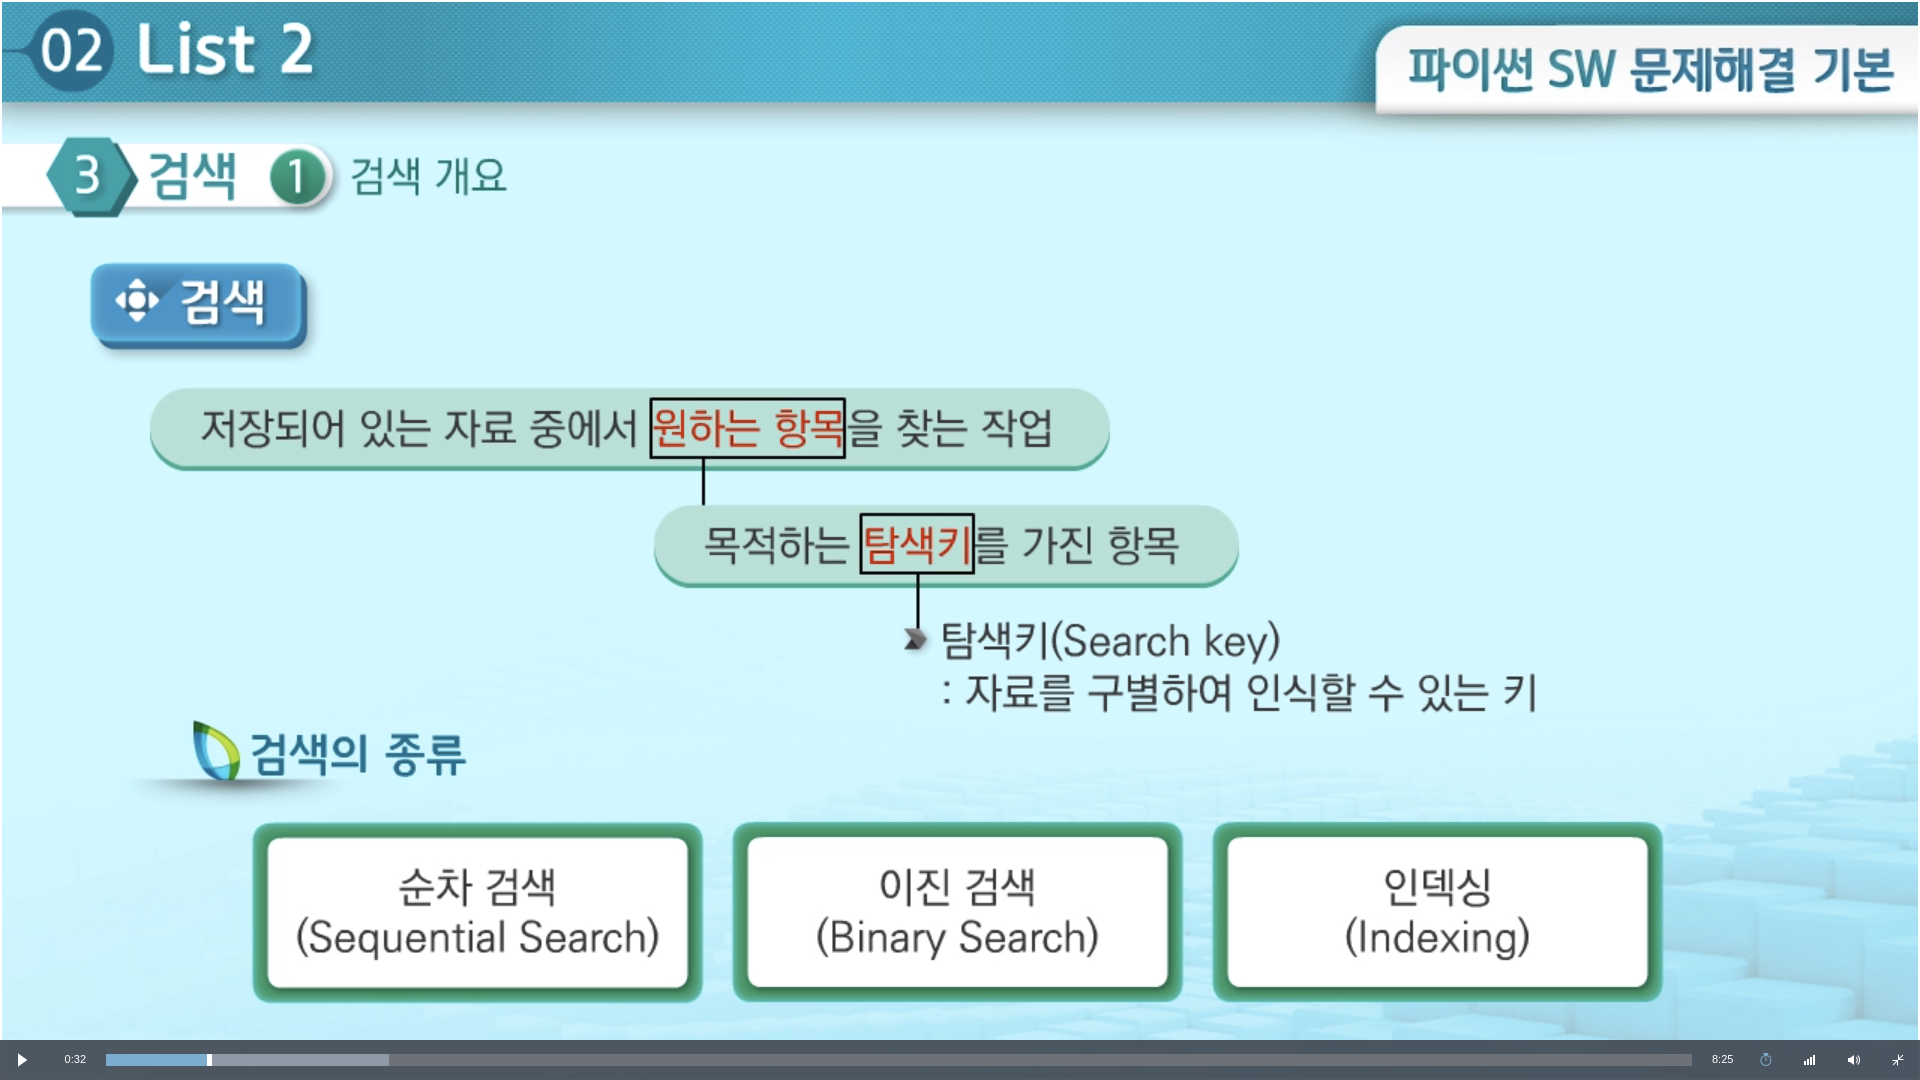 02 List 2
파이썬 SW 문제해결 기본
3 검색 1 검색 개요
검색
저장되어 있는 자료 중에서 원하는 항목을 찾는 작업
목적하는 탐색키를 가진 항목
탐색키(Search key)
: 자료를 구별하여 인식할 수 있는 키
검색의 종류
순차 검색
(Sequential Search)
이진 검색
(Binary Search)
인덱싱
(Indexing)
0:32
8:25